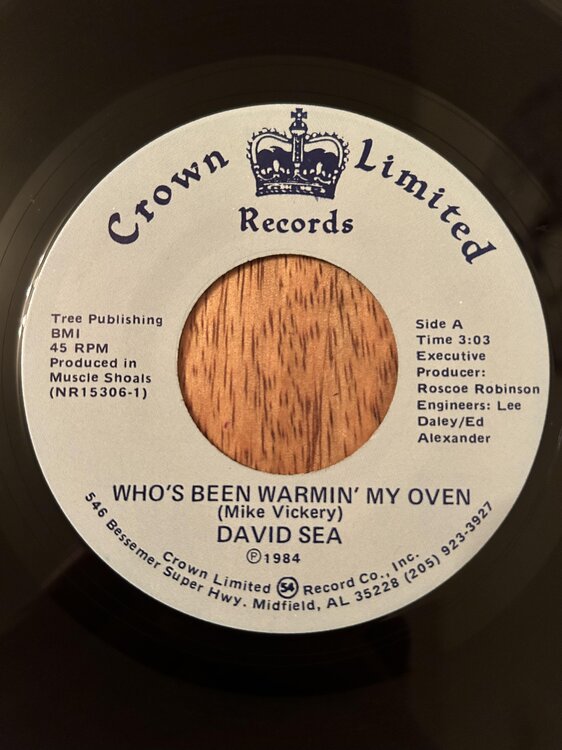 Crown Limited
Records
Tree Publishing
BMI
45 RPM
Produced in
Muscle Shoals
(NR15306-1)
Side A
Time 3:03
Executive
Producer:
Roscoe Robinson
Engineers: Lee
Daley/Ed
Alexander
WHO'S BEEN WARMIN' MY OVEN
(Mike Vickery)
DAVID SEA
℗1984
Crown Limited 54 Record Co., Inc.
546 Bessemer Super Hwy. Midfield, AL 35228 (205) 923-3927